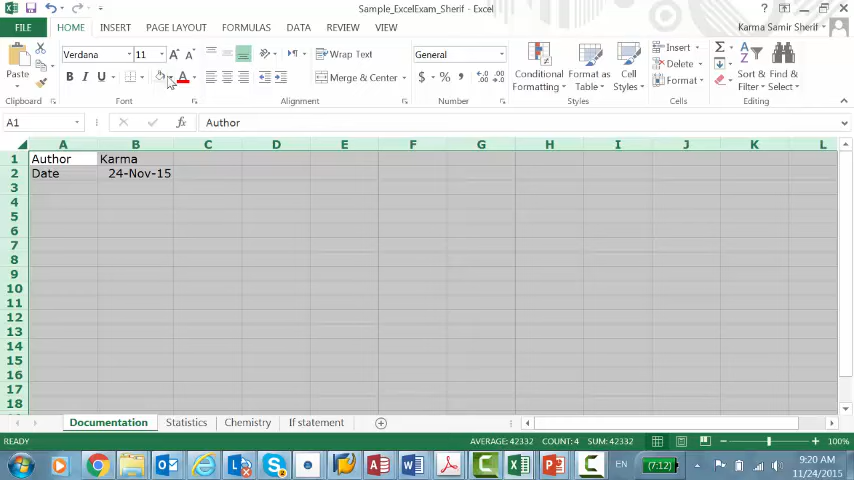 Sample_ExcelExam_Sherif - Excel
FILE HOME INSERT PAGE LAYOUT FORMULAS DATA REVIEW VIEW Karma Samir Sherif
Verdana 11 Wrap Text General Insert
Paste B I U A Merge & Center $ % Conditional Formatting Format as Table Cell Styles Delete Format Sort & Filter Find & Select
Clipboard Font Alignment Number Styles Cells Editing
A1 fx Author
A B C D E F G H I J K L
1 Author Karma
2 Date 24-Nov-15
3
4
5
6
7
8
9
10
11
12
13
14
15
16
17
18
Documentation Statistics Chemistry If statement
READY AVERAGE: 42332 COUNT: 4 SUM: 42332 100%
EN (7:12) 9:20 AM
11/24/2015